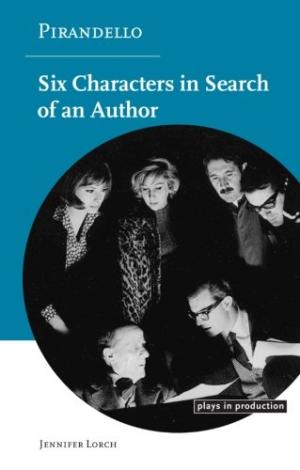 PIRANDELLO
Six Characters in Search
of an Author
plays in production
JENNIFER LORCH